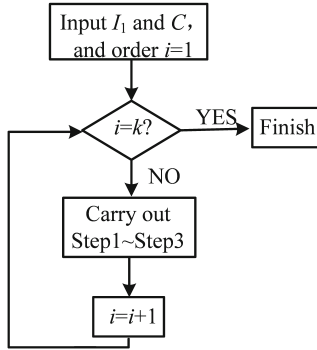 Input I₁ and C,
and order i=1
i=k?
YES
Finish
NO
Carry out
Step1~Step3
i=i+1